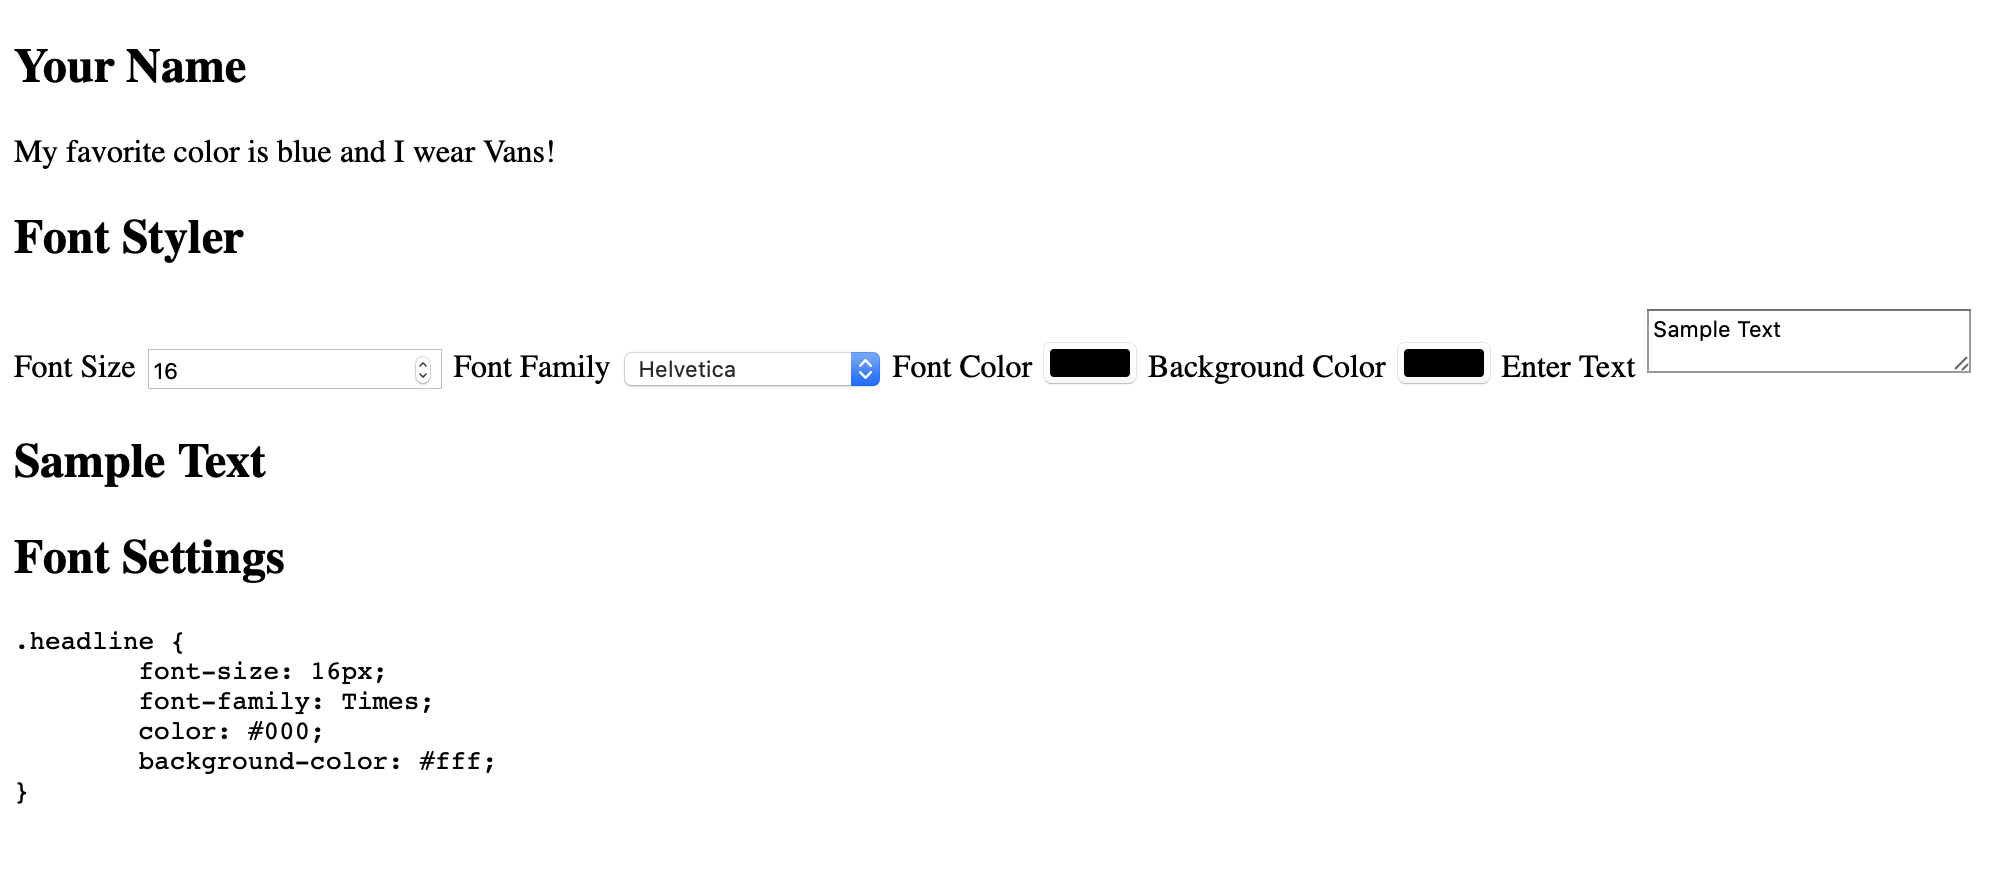 Your Name
My favorite color is blue and I wear Vans!
Font Styler
Font Size 16 Font Family Helvetica Font Color Background Color Enter Text Sample Text
Sample Text
Font Settings
.headline {
        font-size: 16px;
        font-family: Times;
        color: #000;
        background-color: #fff;
}